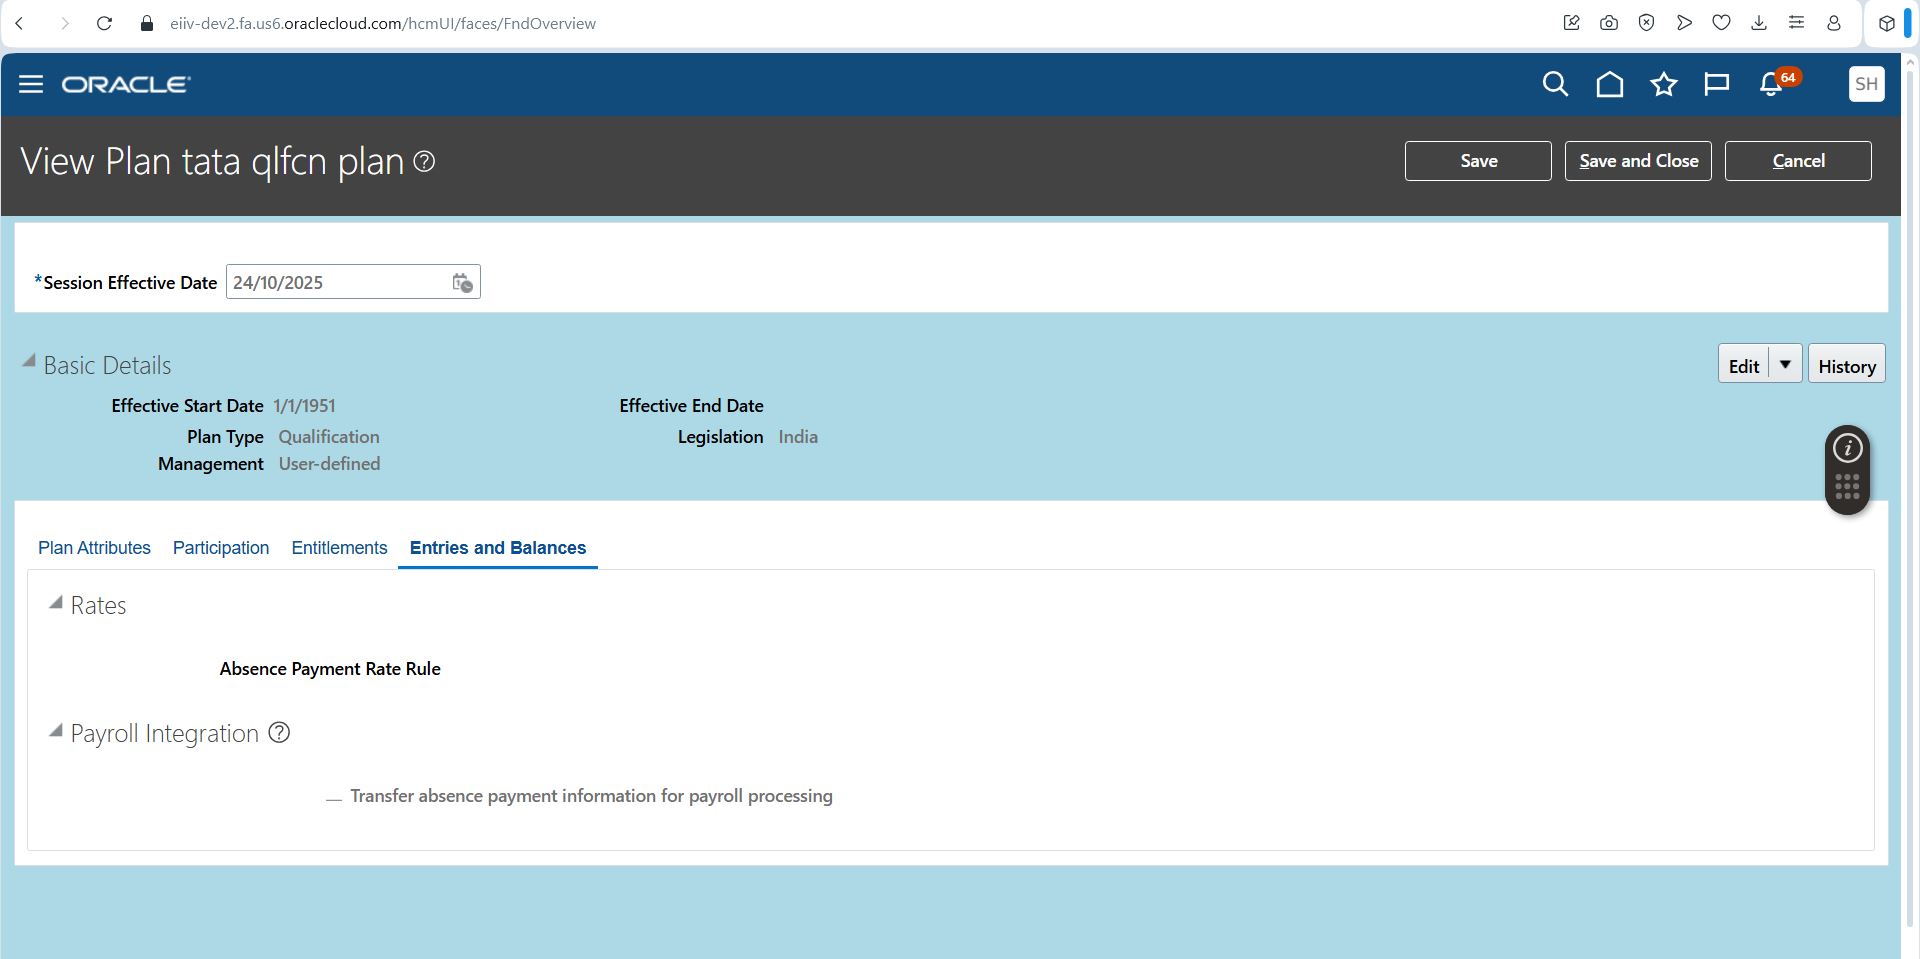 eiiv-dev2.fa.us6.oraclecloud.com/hcmUI/faces/FndOverview
ORACLE
64
SH
View Plan tata qlfcn plan ?
Save
Save and Close
Cancel
*Session Effective Date 24/10/2025
Basic Details
Edit
History
Effective Start Date 1/1/1951
Effective End Date
Plan Type Qualification
Legislation India
Management User-defined
i
Plan Attributes Participation Entitlements Entries and Balances
Rates
Absence Payment Rate Rule
Payroll Integration ?
Transfer absence payment information for payroll processing